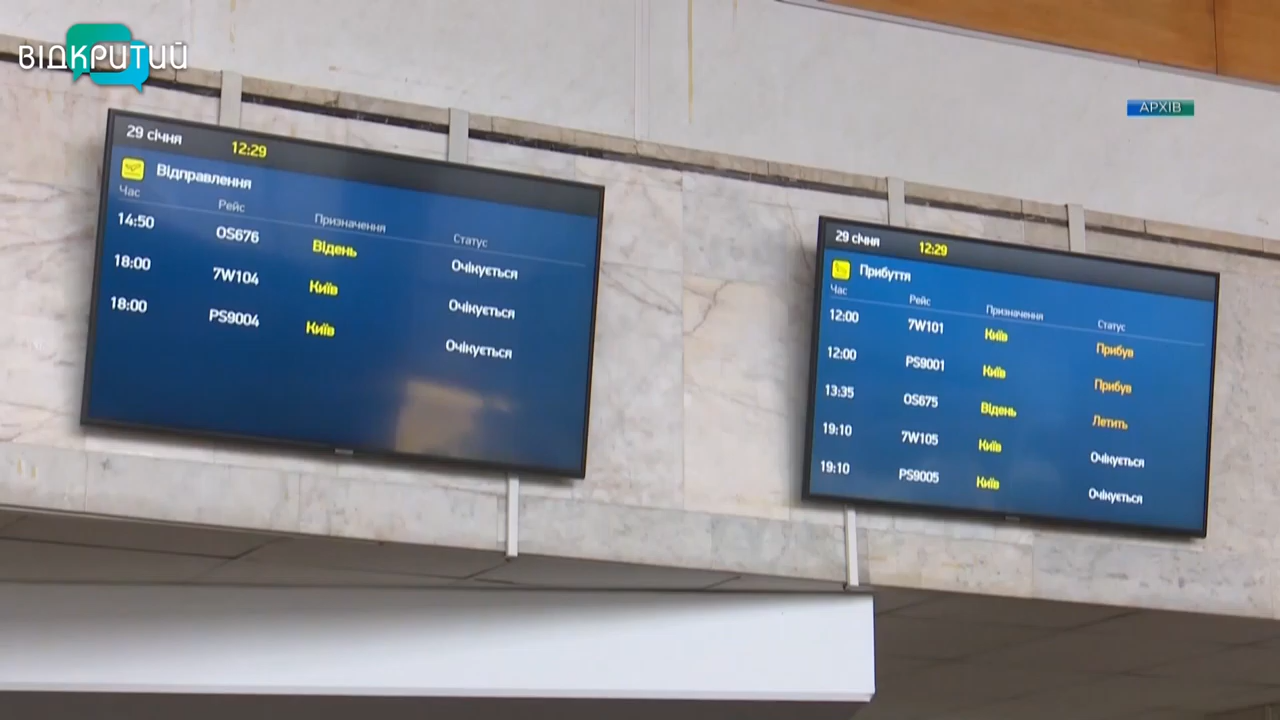 ВІДКРИТИЙ
АРХІВ
29 січня 12:29
Відправлення
Час Рейс Призначення Статус
14:50 OS676 Відень Очікується
18:00 7W104 Київ Очікується
18:00 PS9004 Київ Очікується
29 січня 12:29
Прибуття
Час Рейс Призначення Статус
12:00 7W101 Київ Прибув
12:00 PS9001 Київ Прибув
13:35 OS675 Відень Летить
19:10 7W105 Київ Очікується
19:10 PS9005 Київ Очікується